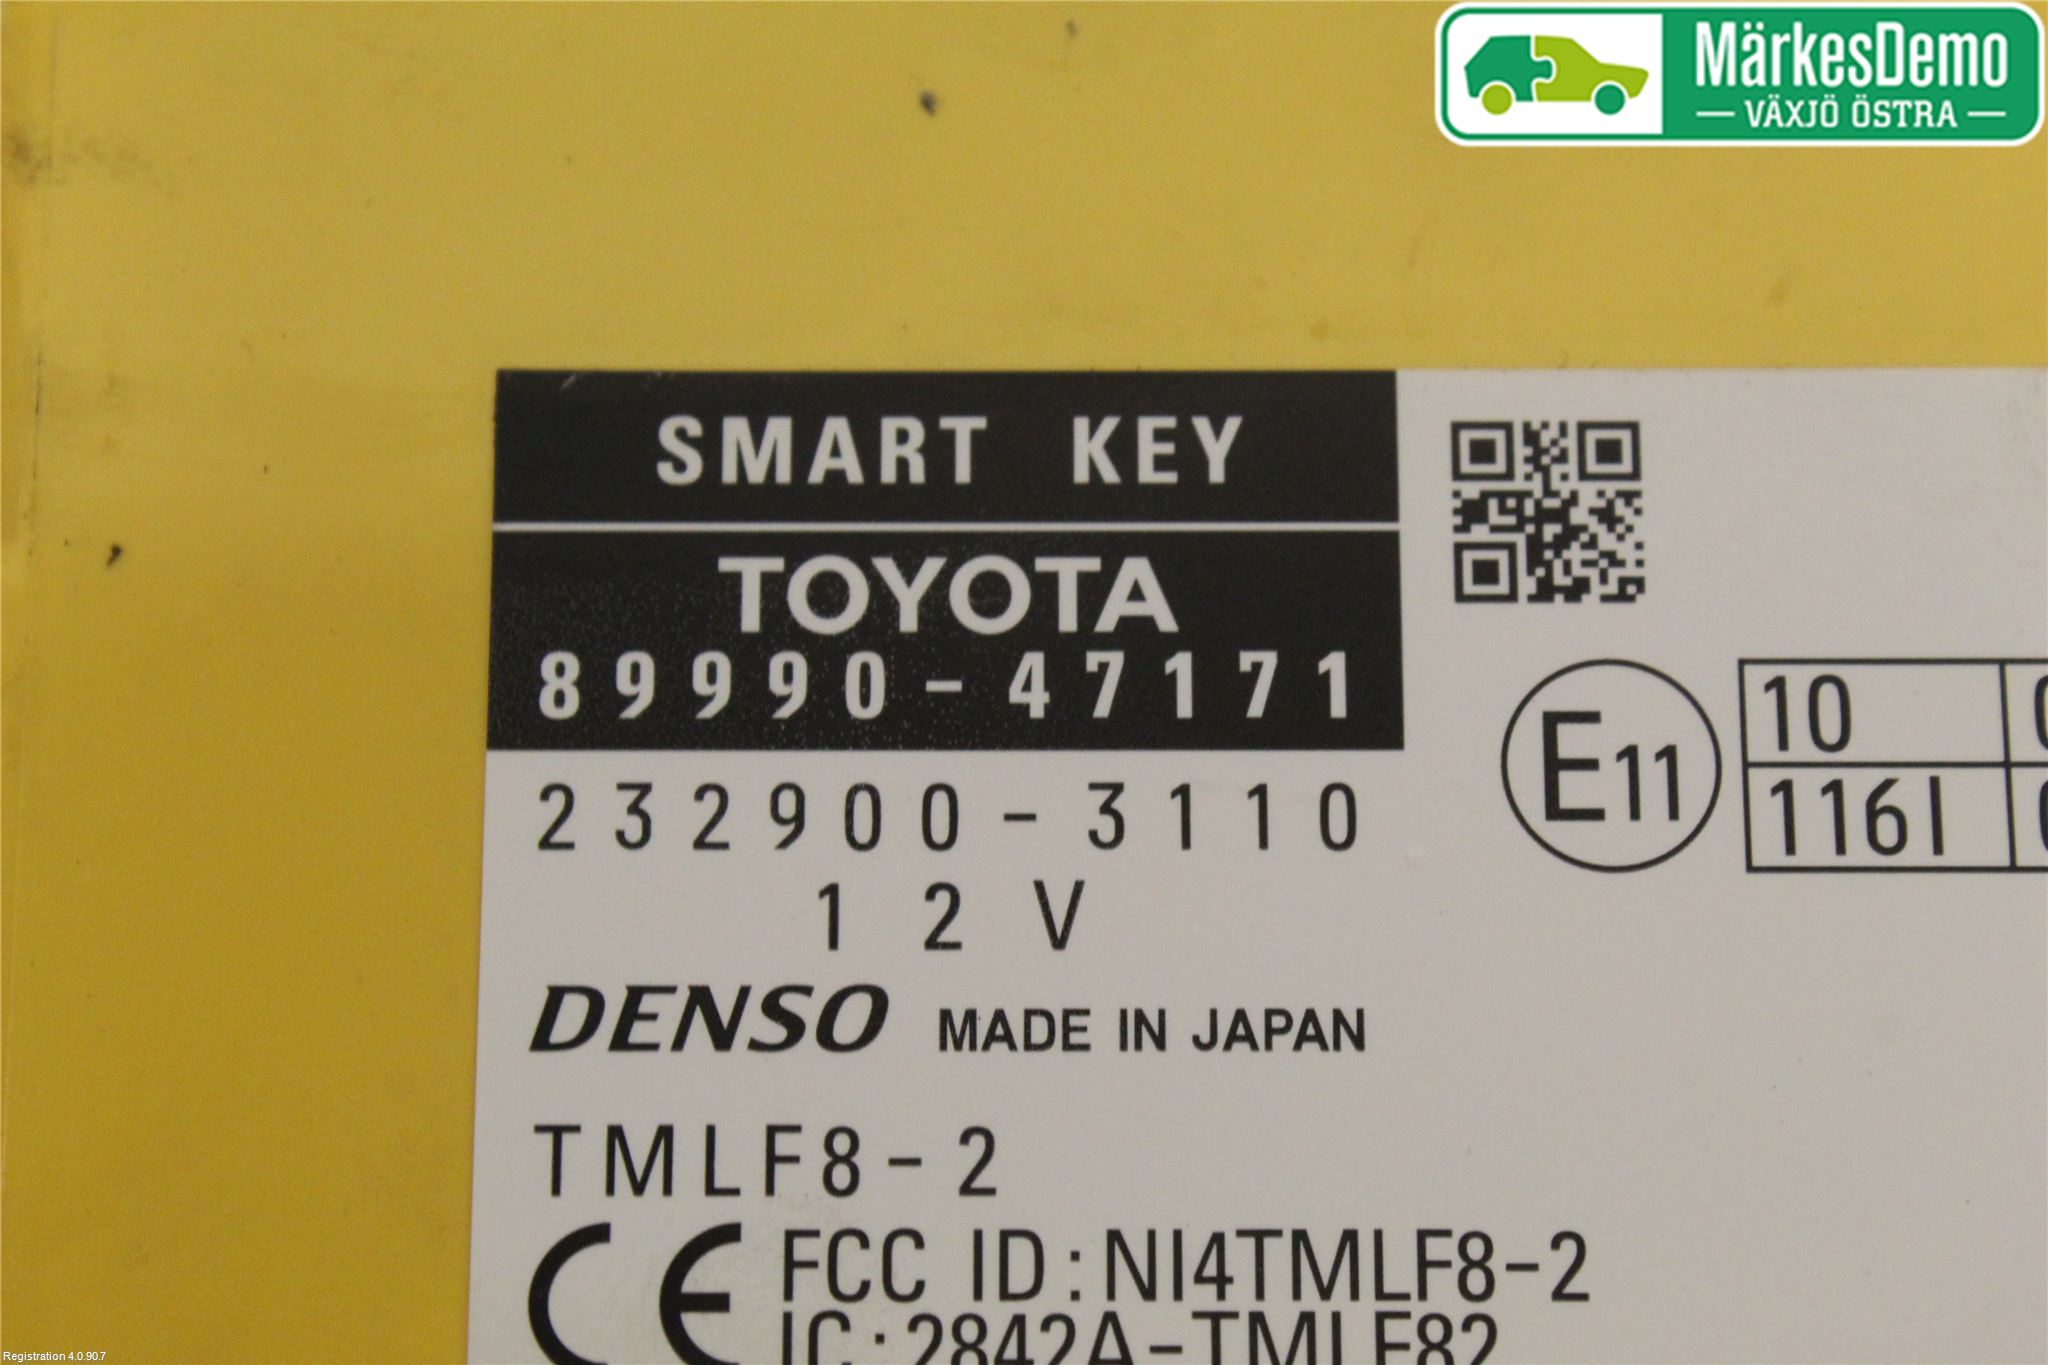 MärkesDemo
VÄXJÖ ÖSTRA
SMART KEY
TOYOTA
89990-47171
232900-3110
12V
DENSO MADE IN JAPAN
TMLF8-2
CE FCC ID:NI4TMLF8-2
IC:2842A-TMLF82
E11
10
116I
Registration 4.0.90.7